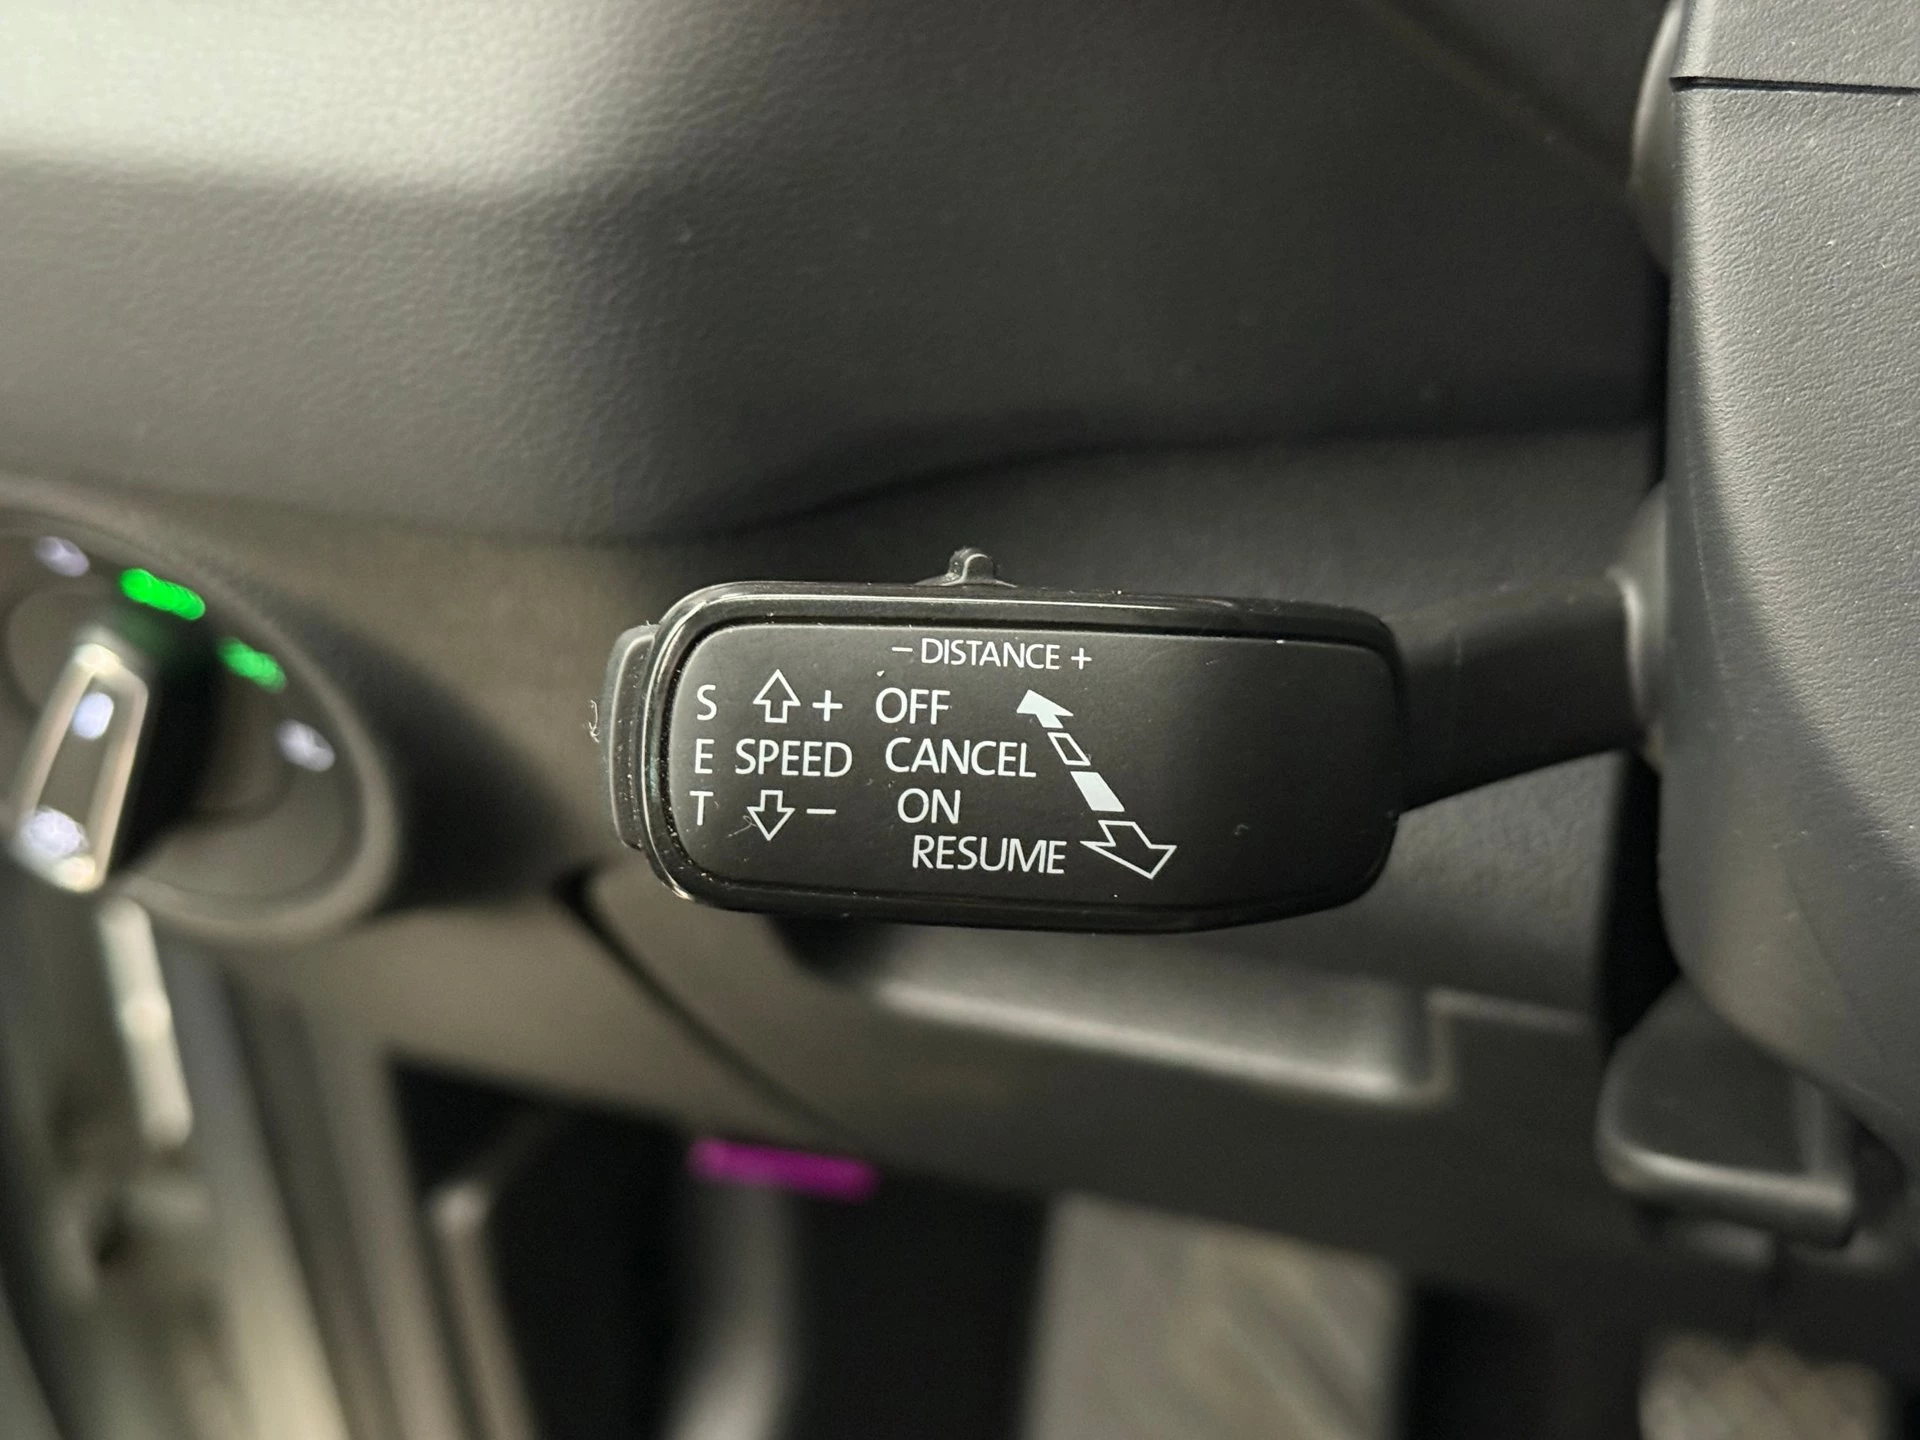 – DISTANCE +
S + OFF
E SPEED CANCEL
T – ON
RESUME